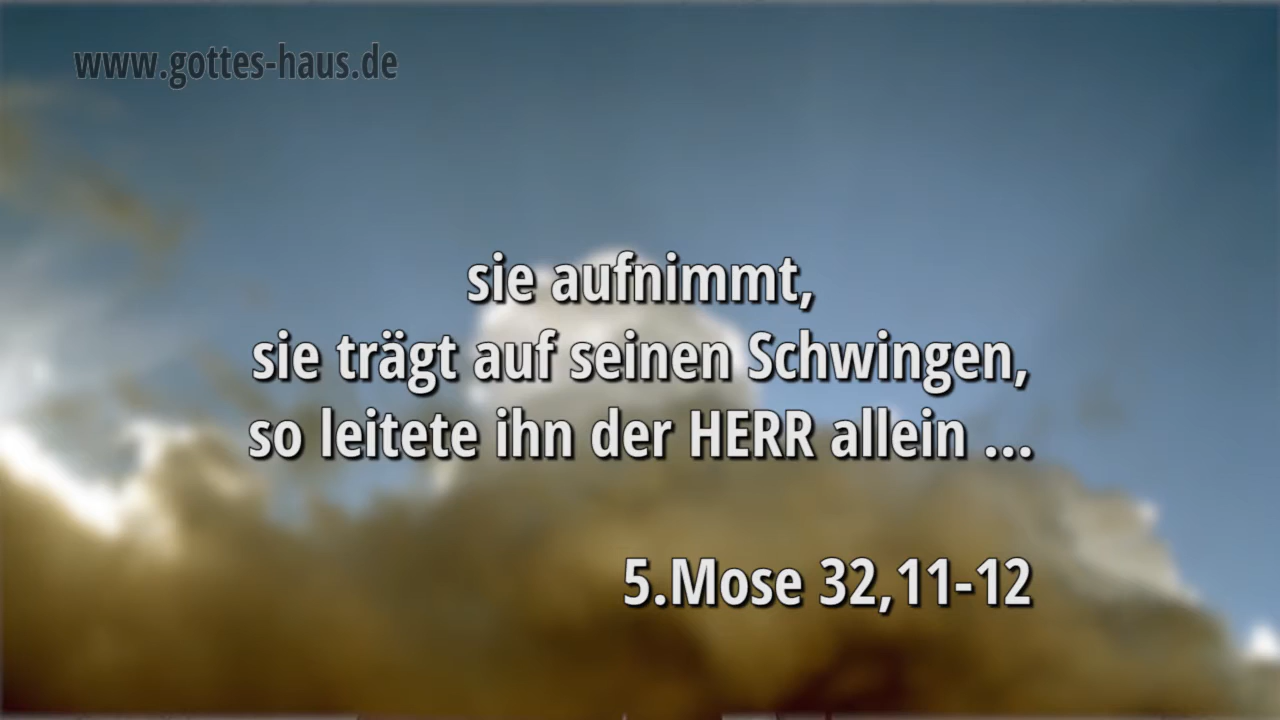 www.gottes-haus.de
sie aufnimmt,
sie trägt auf seinen Schwingen,
so leitete ihn der HERR allein ...
5.Mose 32,11-12